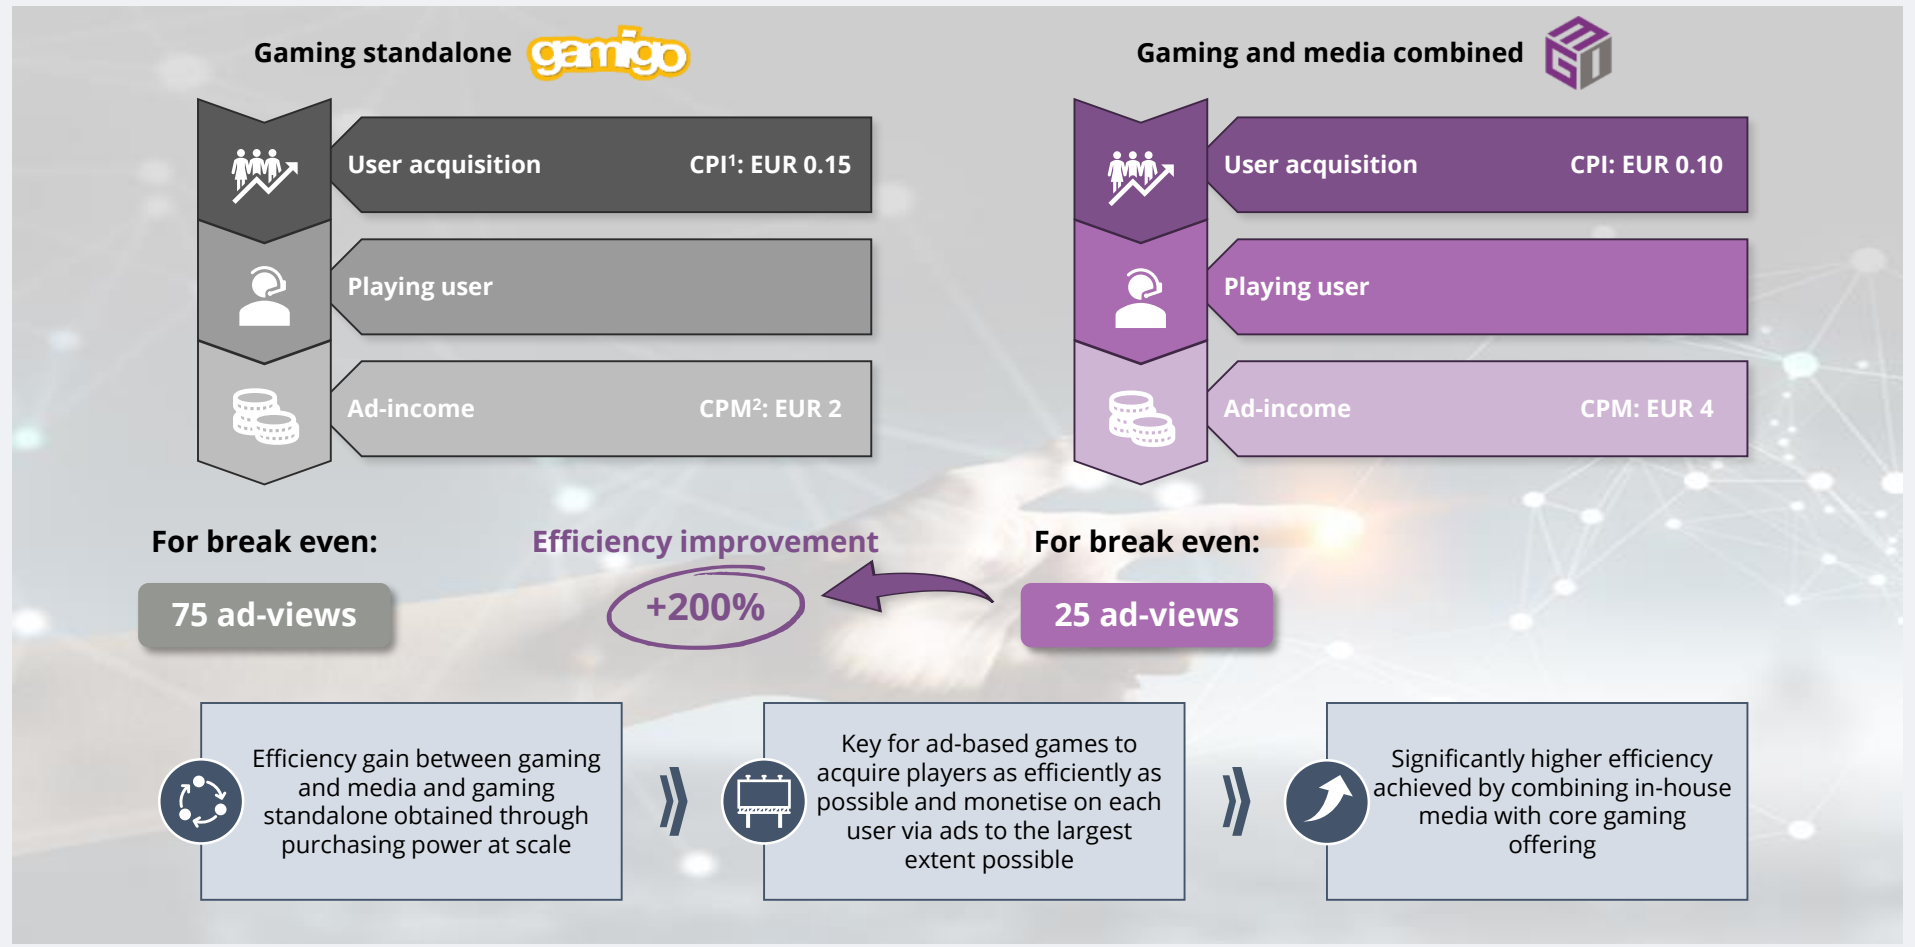 Gaming standalone gamigo
User acquisition CPI¹: EUR 0.15
Playing user
Ad-income CPM²: EUR 2
Gaming and media combined MGI
User acquisition CPI: EUR 0.10
Playing user
Ad-income CPM: EUR 4
For break even:
75 ad-views
Efficiency improvement
+200%
For break even:
25 ad-views
Efficiency gain between gaming
and media and gaming
standalone obtained through
purchasing power at scale
Key for ad-based games to
acquire players as efficiently as
possible and monetise on each
user via ads to the largest
extent possible
Significantly higher efficiency
achieved by combining in-house
media with core gaming
offering